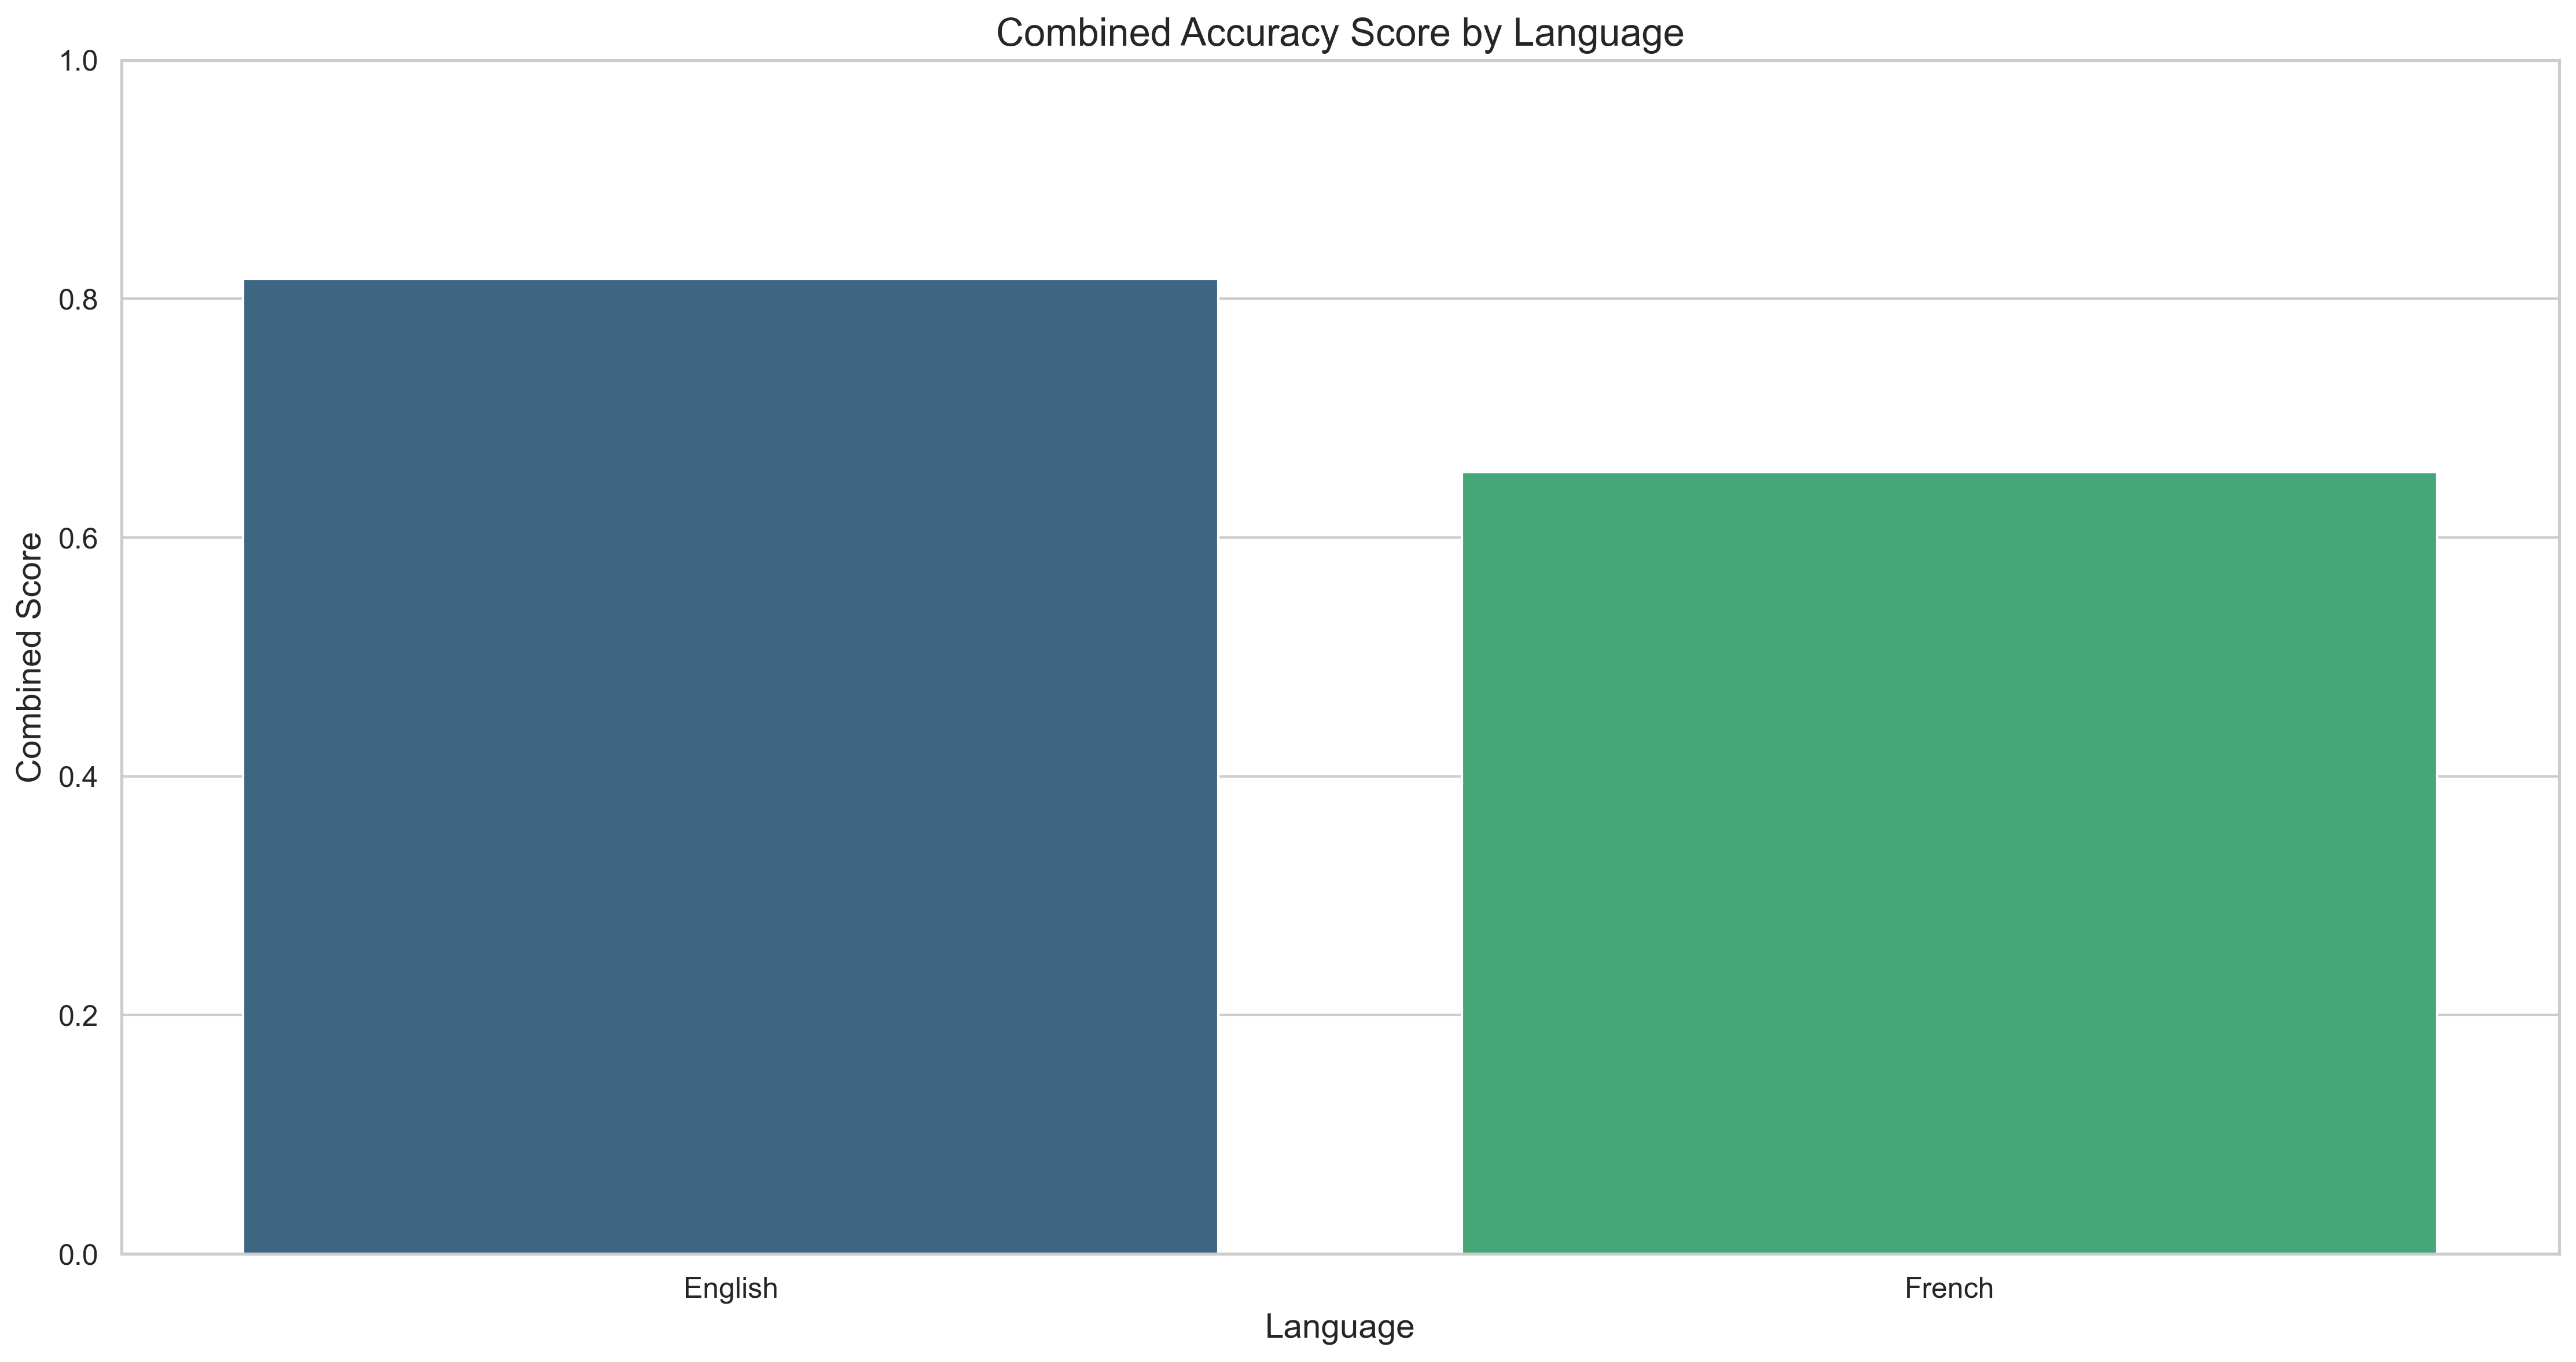 Combined Accuracy Score by Language
1.0
0.8
0.6
0.4
0.2
0.0
Combined Score
English
French
Language